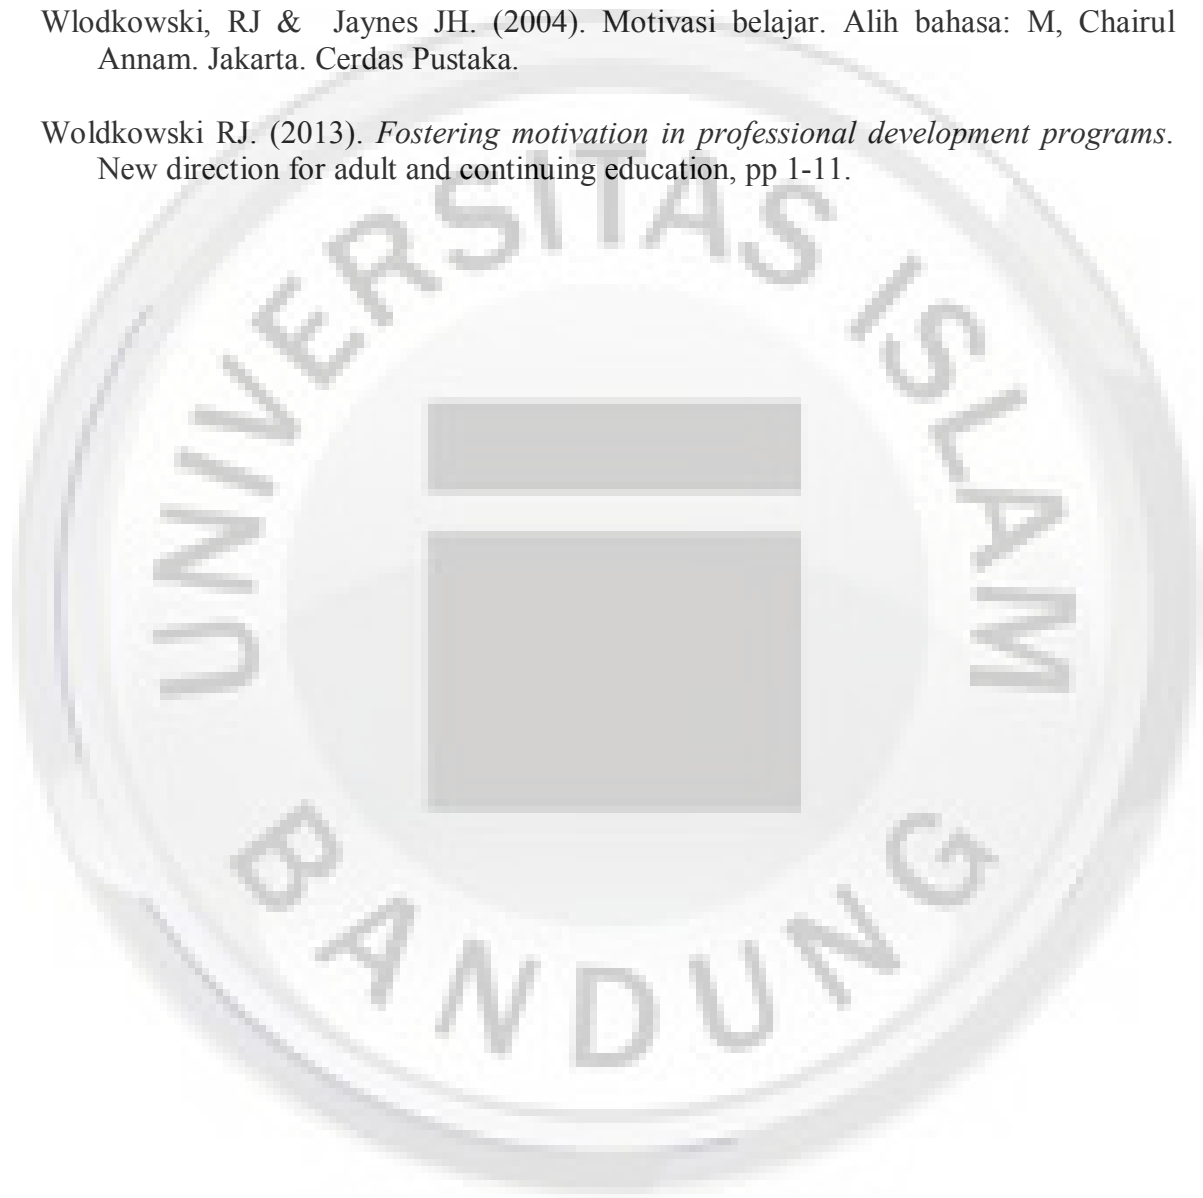 Wlodkowski, RJ & Jaynes JH. (2004). Motivasi belajar. Alih bahasa: M, Chairul
Annam. Jakarta. Cerdas Pustaka.
Woldkowski RJ. (2013). Fostering motivation in professional development programs.
New direction for adult and continuing education, pp 1-11.
UNIVERSITAS ISLAM
BANDUNG